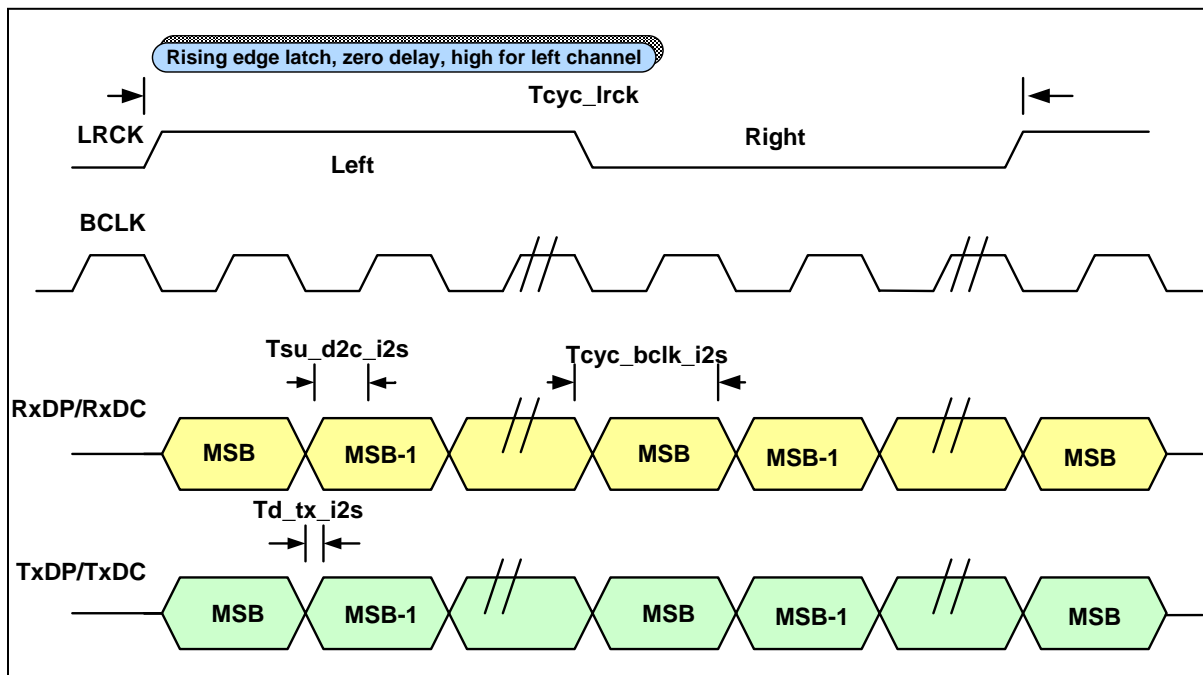 Rising edge latch, zero delay, high for left channel
Tcyc_lrck
LRCK
Left
Right
BCLK
Tsu_d2c_i2s
Tcyc_bclk_i2s
RxDP/RxDC
MSB
MSB-1
MSB
MSB-1
MSB
Td_tx_i2s
TxDP/TxDC
MSB
MSB-1
MSB
MSB-1
MSB